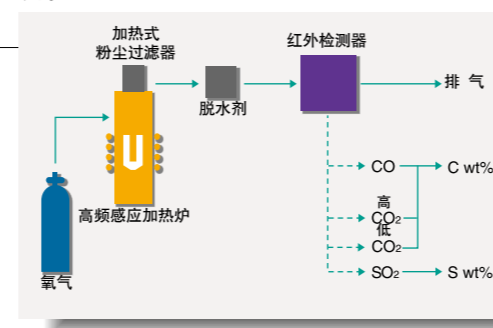 加热式
粉尘过滤器
红外检测器
脱水剂
排 气
CO
C wt%
高
CO₂
低
CO₂
高频感应加热炉
SO₂
S wt%
氧气